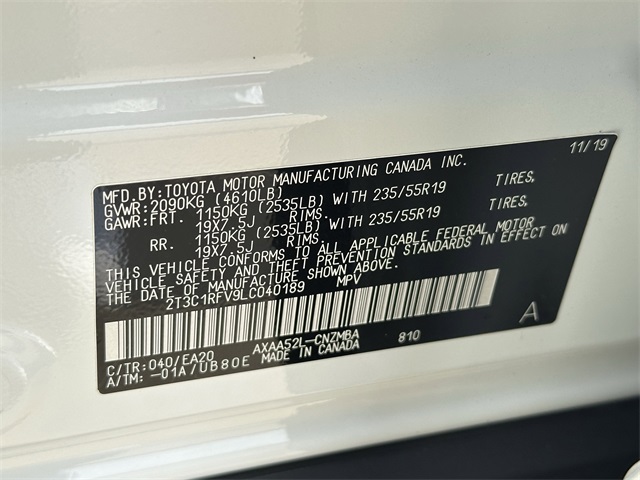 11/19
MFD.BY:TOYOTA MOTOR MANUFACTURING CANADA INC.
GVWR:2090KG (4610LB)
GAWR:FRT. 1150KG (2535LB) WITH 235/55R19 TIRES,
19X7.5J RIMS.
RR. 1150KG (2535LB) WITH 235/55R19 TIRES,
19X7.5J RIMS.
THIS VEHICLE CONFORMS TO ALL APPLICABLE FEDERAL MOTOR
VEHICLE SAFETY AND THEFT PREVENTION STANDARDS IN EFFECT ON
THE DATE OF MANUFACTURE SHOWN ABOVE.
2T3C1RFV9LC040189 MPV
C/TR:040/EA20 AXAA52L-CNZMBA 810 A
A/TM:-01A/UB80E MADE IN CANADA